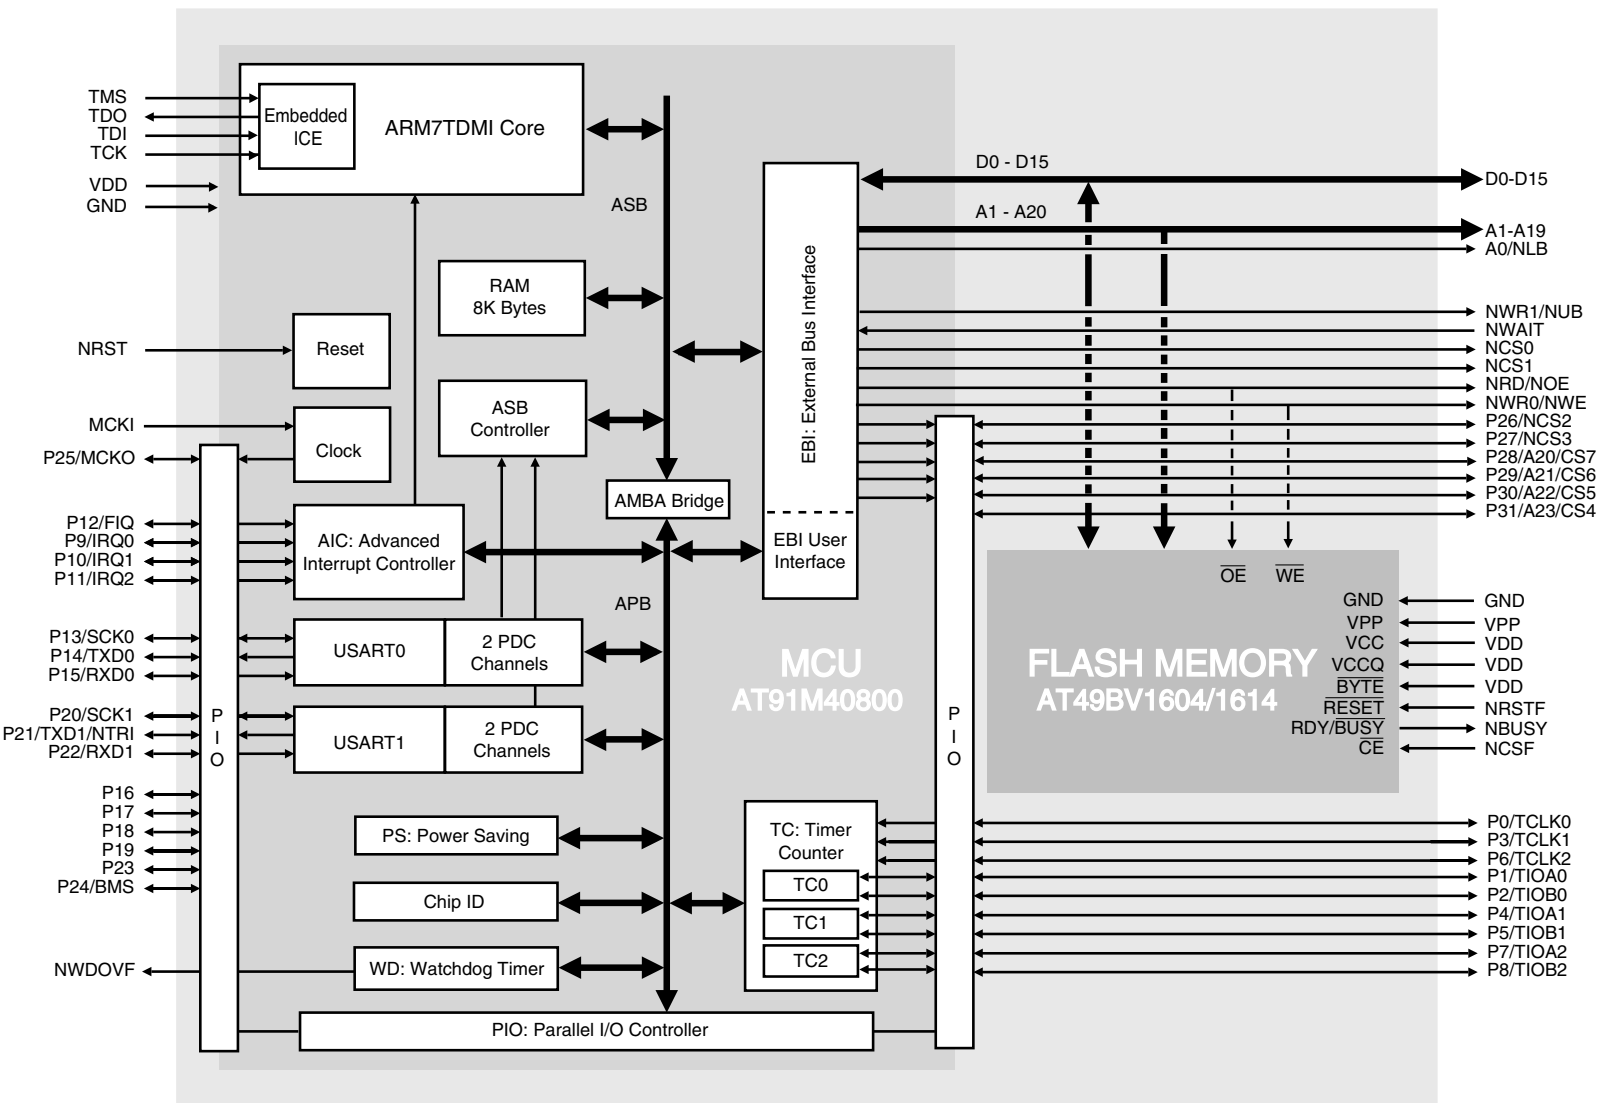 TMS
TDO
TDI
TCK
VDD
GND
Embedded
ICE
ARM7TDMI Core
ASB
RAM
8K Bytes
NRST
Reset
MCKI
P25/MCKO
Clock
ASB
Controller
AMBA Bridge
EBI: External Bus Interface
EBI User
Interface
D0 - D15
D0-D15
A1 - A20
A1-A19
A0/NLB
NWR1/NUB
NWAIT
NCS0
NCS1
NRD/NOE
NWR0/NWE
P26/NCS2
P27/NCS3
P28/A20/CS7
P29/A21/CS6
P30/A22/CS5
P31/A23/CS4
P12/FIQ
P9/IRQ0
P10/IRQ1
P11/IRQ2
AIC: Advanced
Interrupt Controller
APB
P13/SCK0
P14/TXD0
P15/RXD0
USART0
2 PDC
Channels
P20/SCK1
P21/TXD1/NTRI
P22/RXD1
USART1
2 PDC
Channels
P
I
O
MCU
AT91M40800
P
I
O
OE
WE
FLASH MEMORY
AT49BV1604/1614
GND
VPP
VCC
VCCQ
BYTE
RESET
RDY/BUSY
CE
GND
VPP
VDD
VDD
VDD
NRSTF
NBUSY
NCSF
P16
P17
P18
P19
P23
P24/BMS
PS: Power Saving
Chip ID
NWDOVF
WD: Watchdog Timer
TC: Timer
Counter
TC0
TC1
TC2
P0/TCLK0
P3/TCLK1
P6/TCLK2
P1/TIOA0
P2/TIOB0
P4/TIOA1
P5/TIOB1
P7/TIOA2
P8/TIOB2
PIO: Parallel I/O Controller